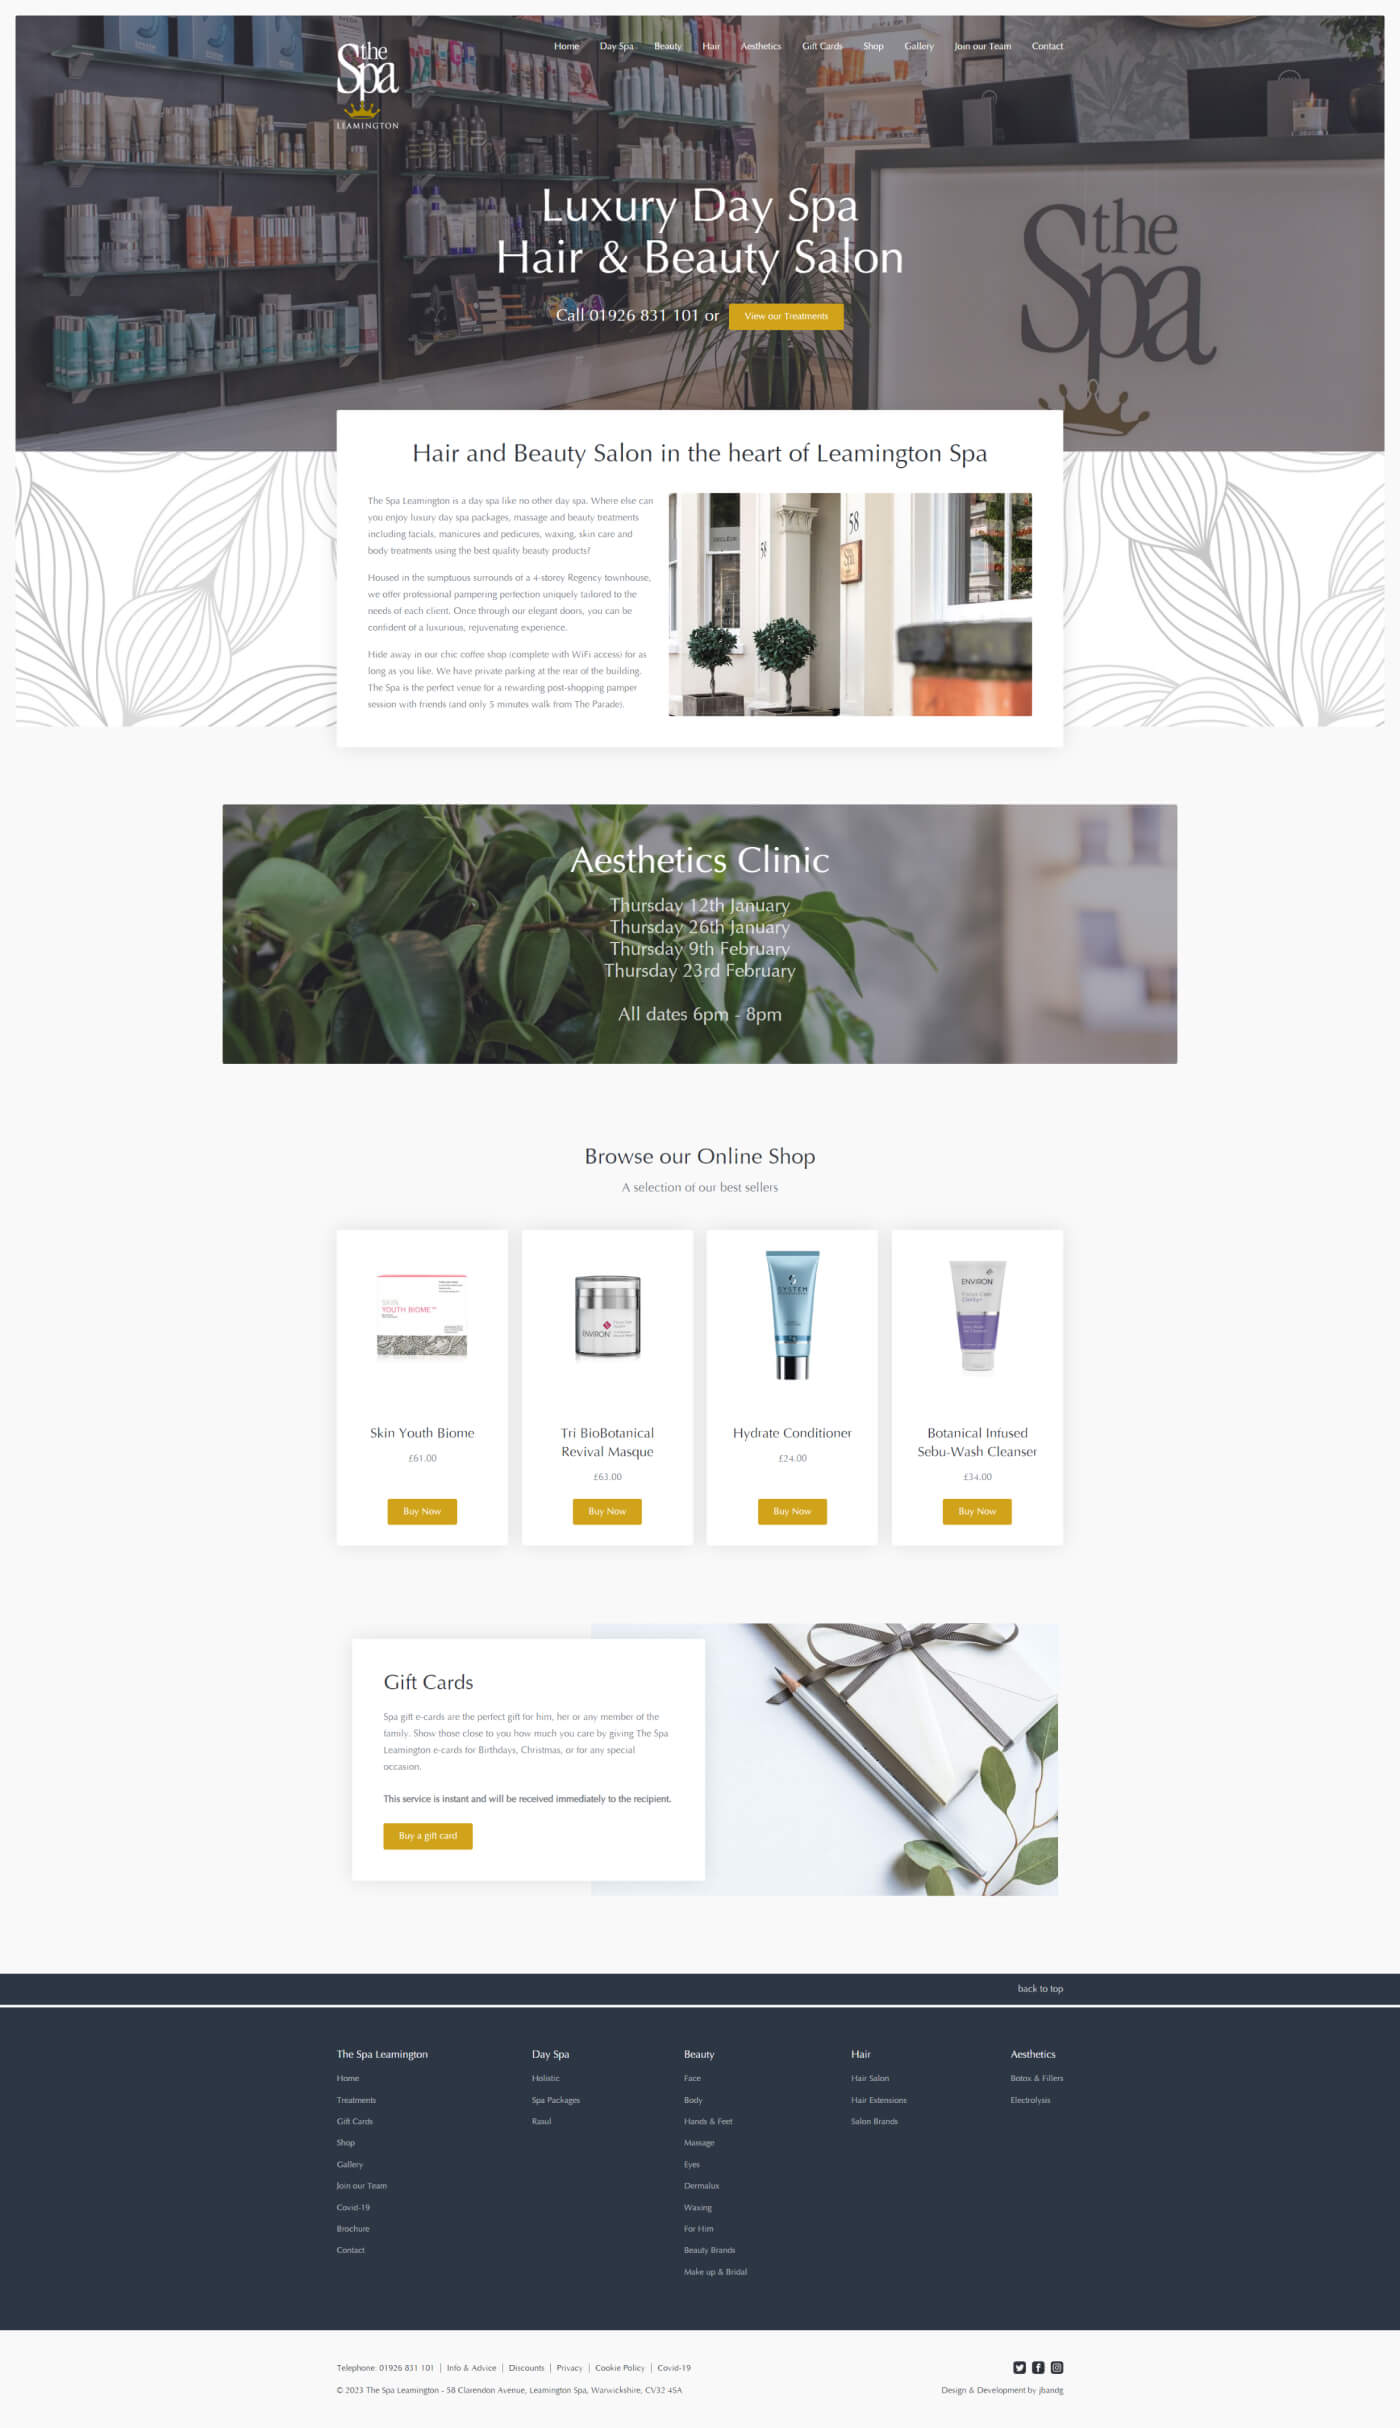 the
Spa
LEAMINGTON
Home Day Spa Beauty Hair Aesthetics Gift Cards Shop Gallery Join our Team Contact
Luxury Day Spa
Hair & Beauty Salon
Call 01926 831 101 or View our Treatments
the
Spa
Hair and Beauty Salon in the heart of Leamington Spa
The Spa Leamington is a day spa like no other day spa. Where else can
you enjoy luxury day spa packages, massage and beauty treatments
including facials, manicures and pedicures, waxing, skin care and
body treatments using the best quality beauty products?
Housed in the sumptuous surrounds of a 4-storey Regency townhouse,
we offer professional pampering perfection uniquely tailored to the
needs of each client. Once through our elegant doors, you can be
confident of a luxurious, rejuvenating experience.
Hide away in our chic coffee shop (complete with WiFi access) for as
long as you like. We have private parking at the rear of the building.
The Spa is the perfect venue for a rewarding post-shopping pamper
session with friends (and only 5 minutes walk from The Parade).
DECLÉOR
58
58
Spa
Aesthetics Clinic
Thursday 12th January
Thursday 26th January
Thursday 9th February
Thursday 23rd February
All dates 6pm - 8pm
Browse our Online Shop
A selection of our best sellers
SKIN
YOUTH BIOME™
ENVIRON
SYSTEM
ENVIRON
Skin Youth Biome
£61.00
Buy Now
Tri BioBotanical
Revival Masque
£63.00
Buy Now
Hydrate Conditioner
£24.00
Buy Now
Botanical Infused
Sebu-Wash Cleanser
£34.00
Buy Now
Gift Cards
Spa gift e-cards are the perfect gift for him, her or any member of the
family. Show those close to you how much you care by giving The Spa
Leamington e-cards for Birthdays, Christmas, or for any special
occasion.
This service is instant and will be received immediately to the recipient.
Buy a gift card
back to top
The Spa Leamington
Home
Treatments
Gift Cards
Shop
Gallery
Join our Team
Covid-19
Brochure
Contact
Day Spa
Holistic
Spa Packages
Rasul
Beauty
Face
Body
Hands & Feet
Massage
Eyes
Dermalux
Waxing
For Him
Beauty Brands
Make up & Bridal
Hair
Hair Salon
Hair Extensions
Salon Brands
Aesthetics
Botox & Fillers
Electrolysis
Telephone: 01926 831 101 | Info & Advice | Discounts | Privacy | Cookie Policy | Covid-19
© 2023 The Spa Leamington - 58 Clarendon Avenue, Leamington Spa, Warwickshire, CV32 4SA
Design & Development by jbandg